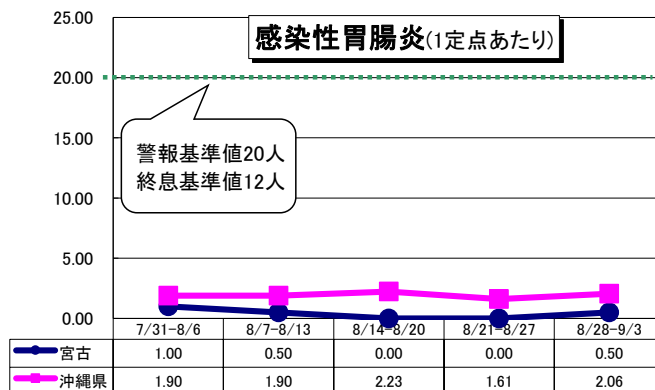 感染性胃腸炎(1定点あたり)
25.00
20.00
15.00
10.00
5.00
0.00
警報基準値20人
終息基準値12人
7/31-8/6 8/7-8/13 8/14-8/20 8/21-8/27 8/28-9/3
宮古 1.00 0.50 0.00 0.00 0.50
沖縄県 1.90 1.90 2.23 1.61 2.06